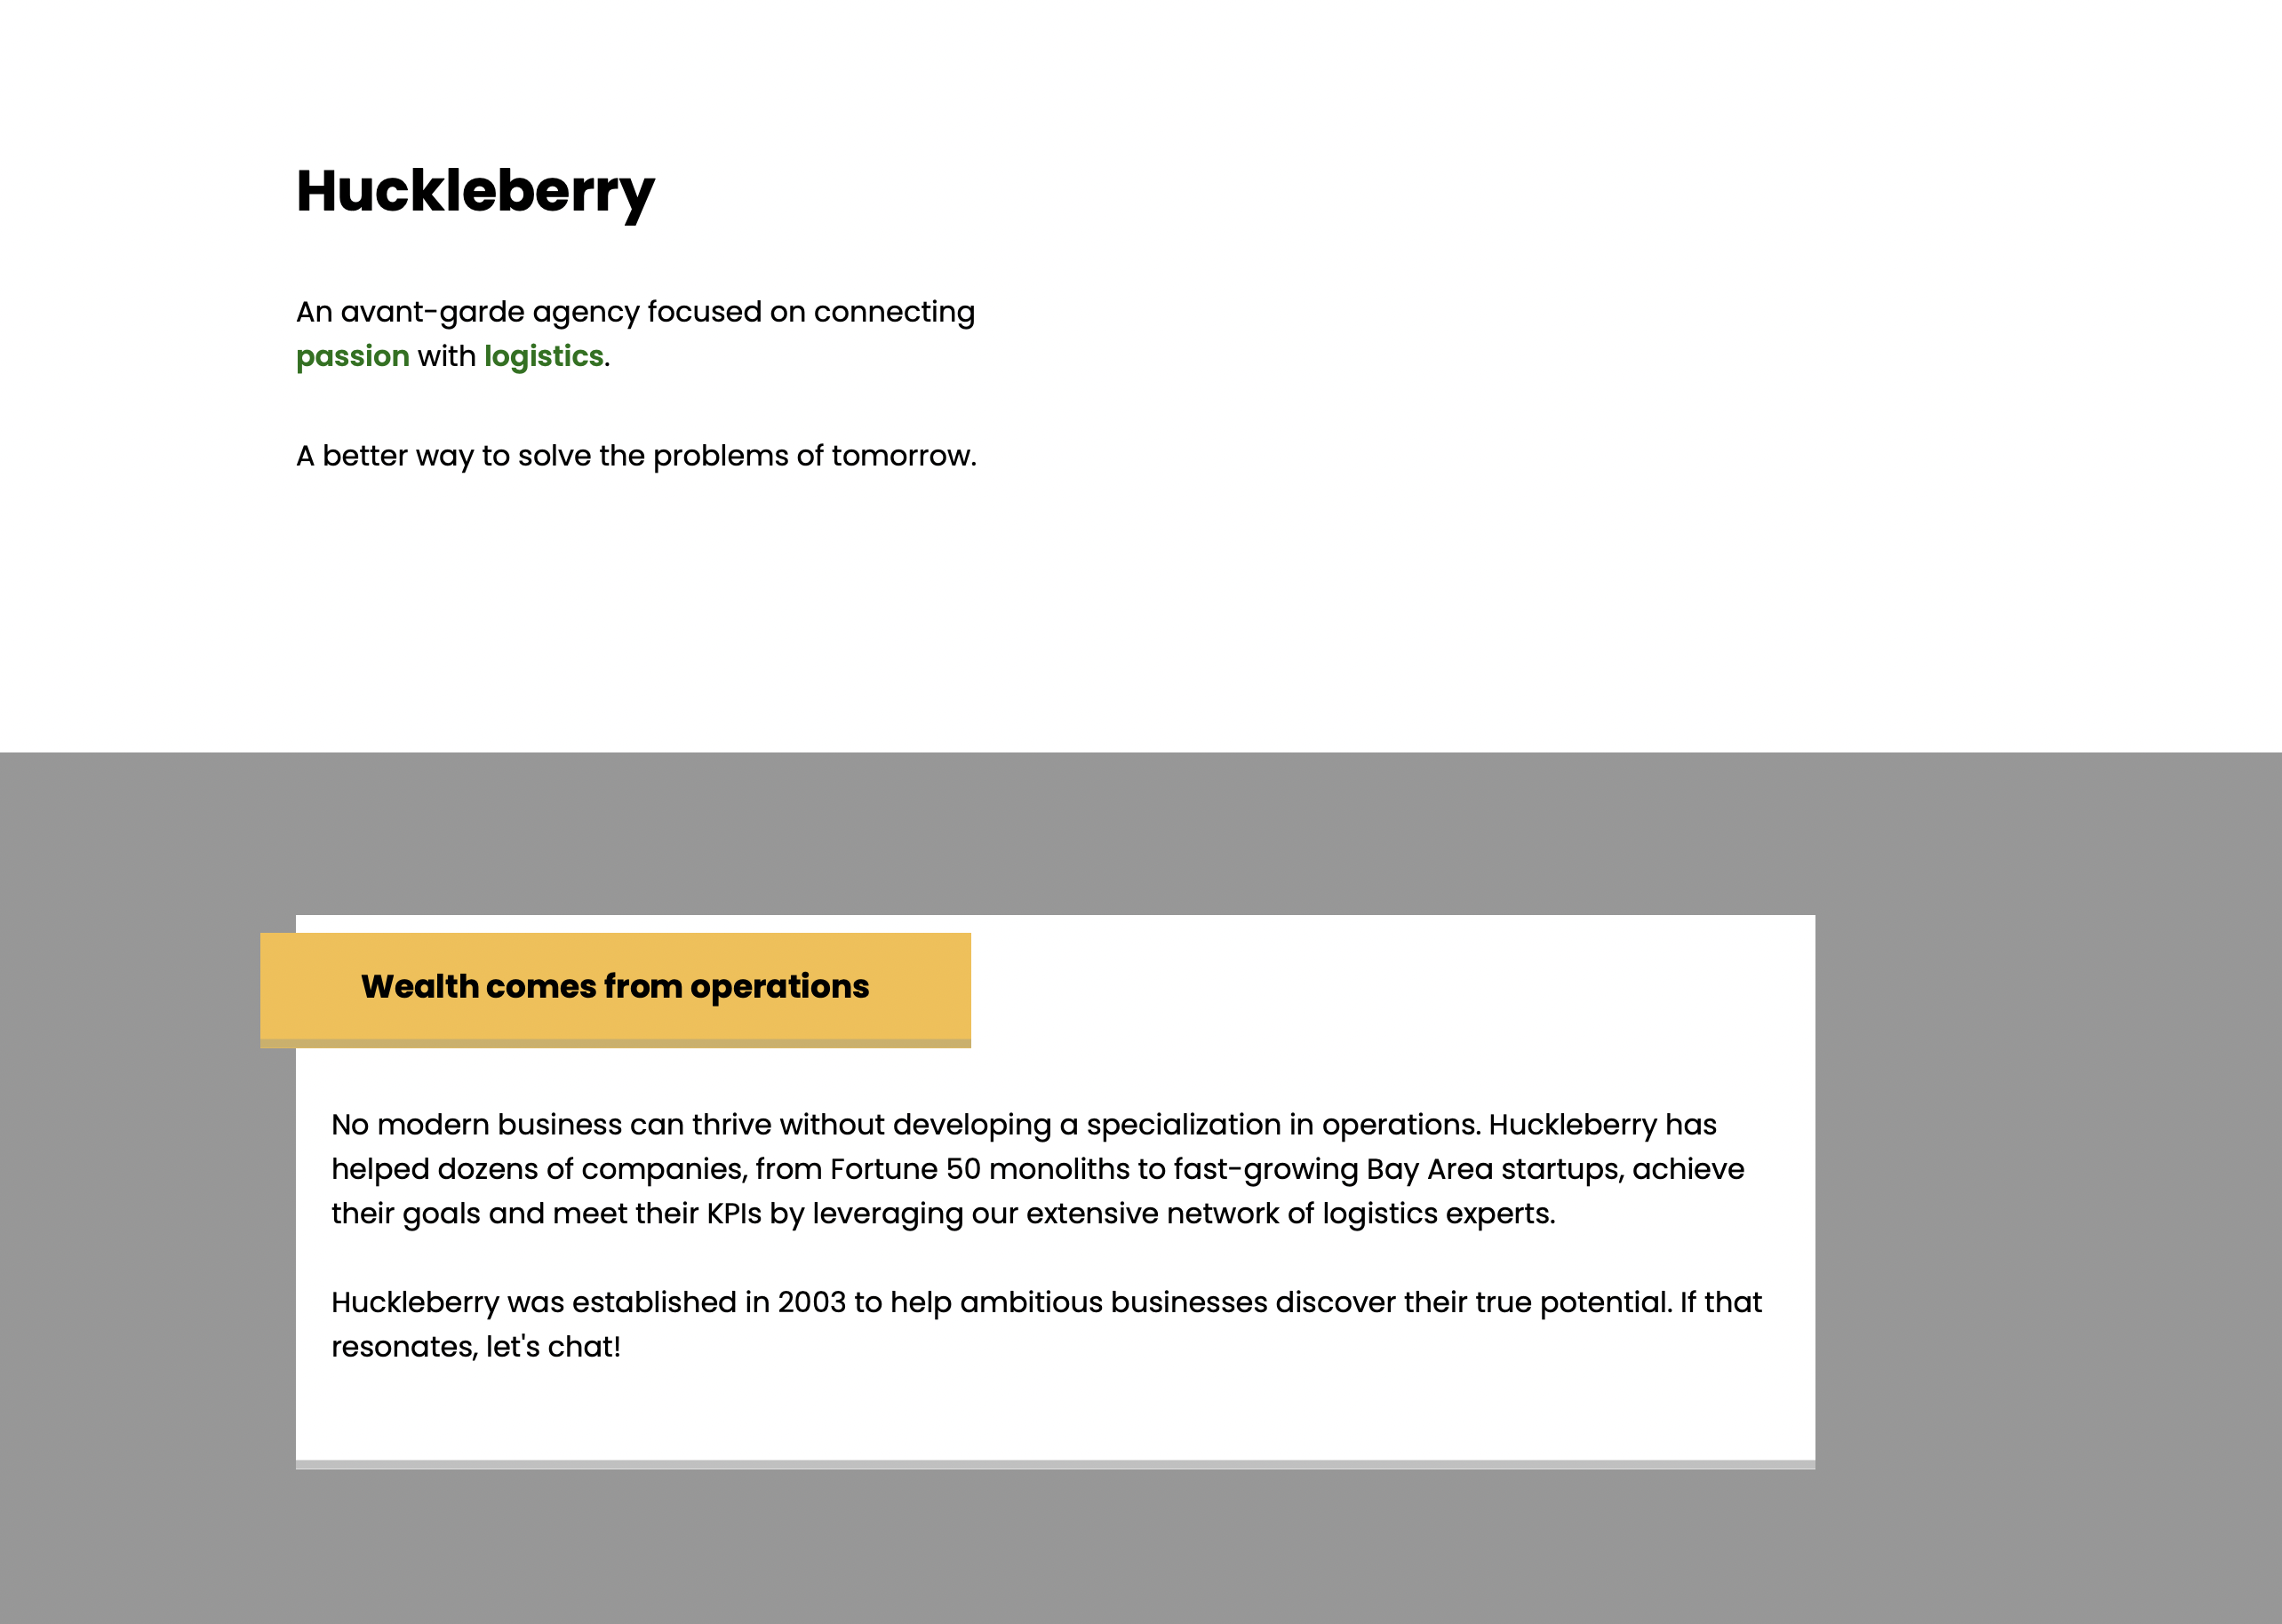 Huckleberry
An avant-garde agency focused on connecting
passion with logistics.
A better way to solve the problems of tomorrow.
Wealth comes from operations
No modern business can thrive without developing a specialization in operations. Huckleberry has
helped dozens of companies, from Fortune 50 monoliths to fast-growing Bay Area startups, achieve
their goals and meet their KPIs by leveraging our extensive network of logistics experts.
Huckleberry was established in 2003 to help ambitious businesses discover their true potential. If that
resonates, let's chat!